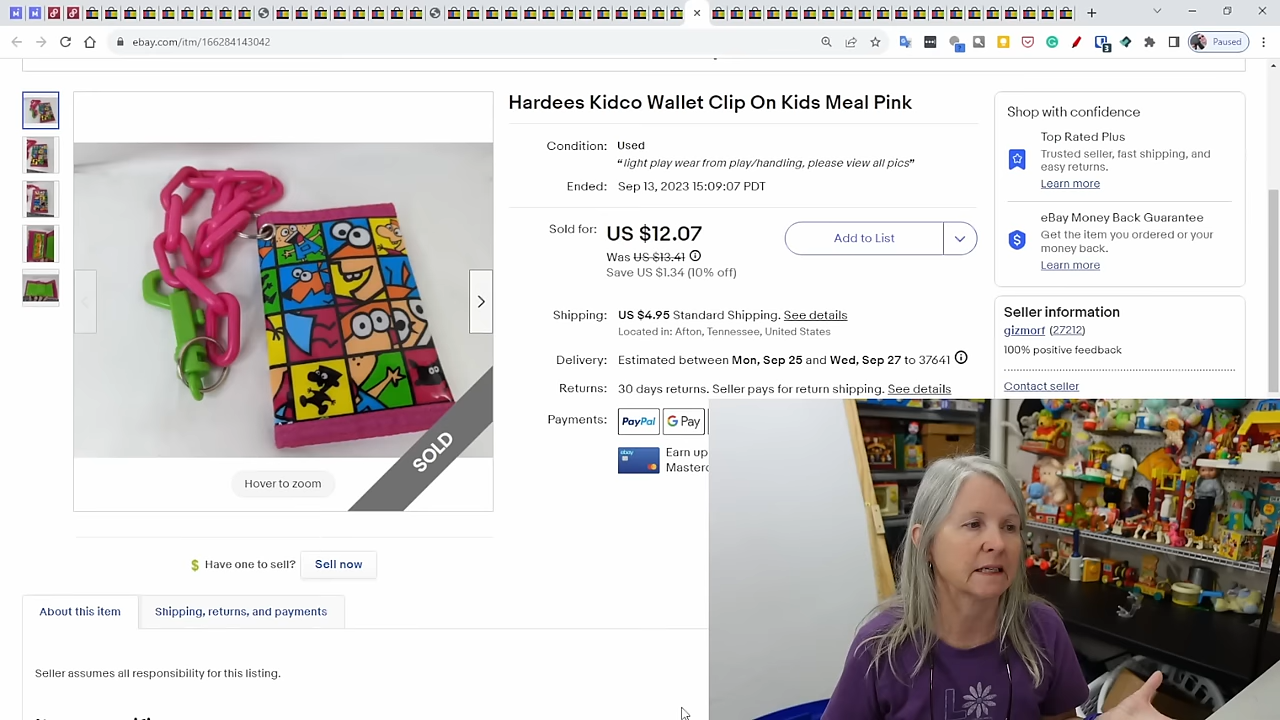 ebay.com/item/166284143042
Paused
Hardees Kidco Wallet Clip On Kids Meal Pink
Condition: Used
“light play wear from play/handling, please view all pics”
Ended: Sep 13, 2023 15:09:07 PDT
Sold for: US $12.07
Was US $13.41
Save US $1.34 (10% off)
Add to List
Shipping: US $4.95 Standard Shipping. See details
Located in: Afton, Tennessee, United States
Delivery: Estimated between Mon, Sep 25 and Wed, Sep 27 to 37641
Returns: 30 days returns. Seller pays for return shipping. See details
Payments: PayPal G Pay
ebay
Earn up
Masterc
Shop with confidence
Top Rated Plus
Trusted seller, fast shipping, and
easy returns.
Learn more
eBay Money Back Guarantee
Get the item you ordered or your
money back.
Learn more
Seller information
gizmorf (27212)
100% positive feedback
Contact seller
SOLD
Hover to zoom
$ Have one to sell? Sell now
About this item
Shipping, returns, and payments
Seller assumes all responsibility for this listing.